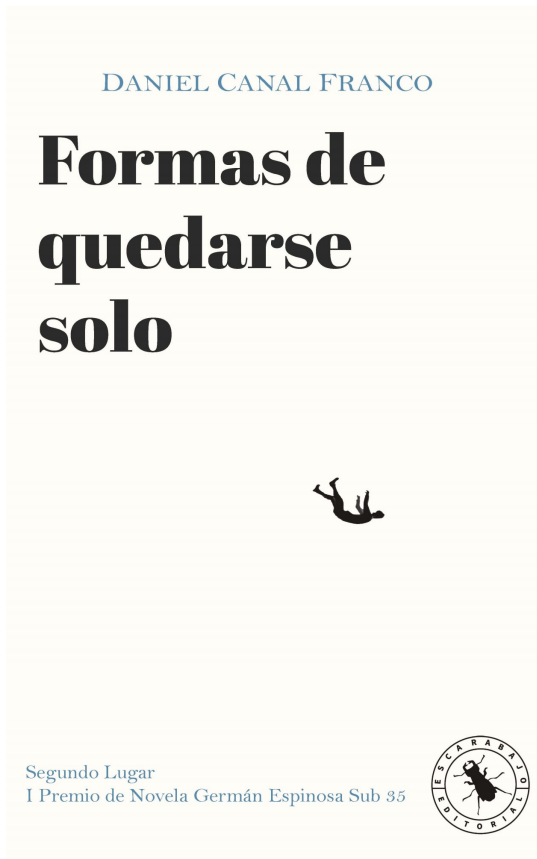 DANIEL CANAL FRANCO
Formas de
quedarse
solo
Segundo Lugar
I Premio de Novela Germán Espinosa Sub 35
ESCARABAJO
EDITORIAL